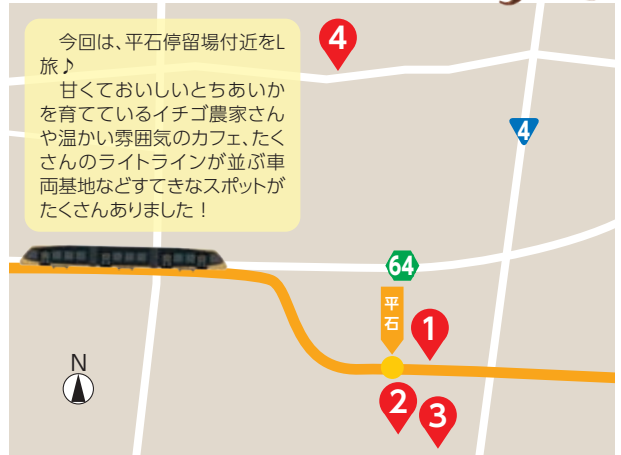 今回は、平石停留場付近をL
旅♪
甘くておいしいとちあいか
を育てているイチゴ農家さん
や温かい雰囲気のカフェ、たく
さんのライトラインが並ぶ車
両基地などすてきなスポットが
たくさんありました！
4
4
64
平石
1
2
3
N